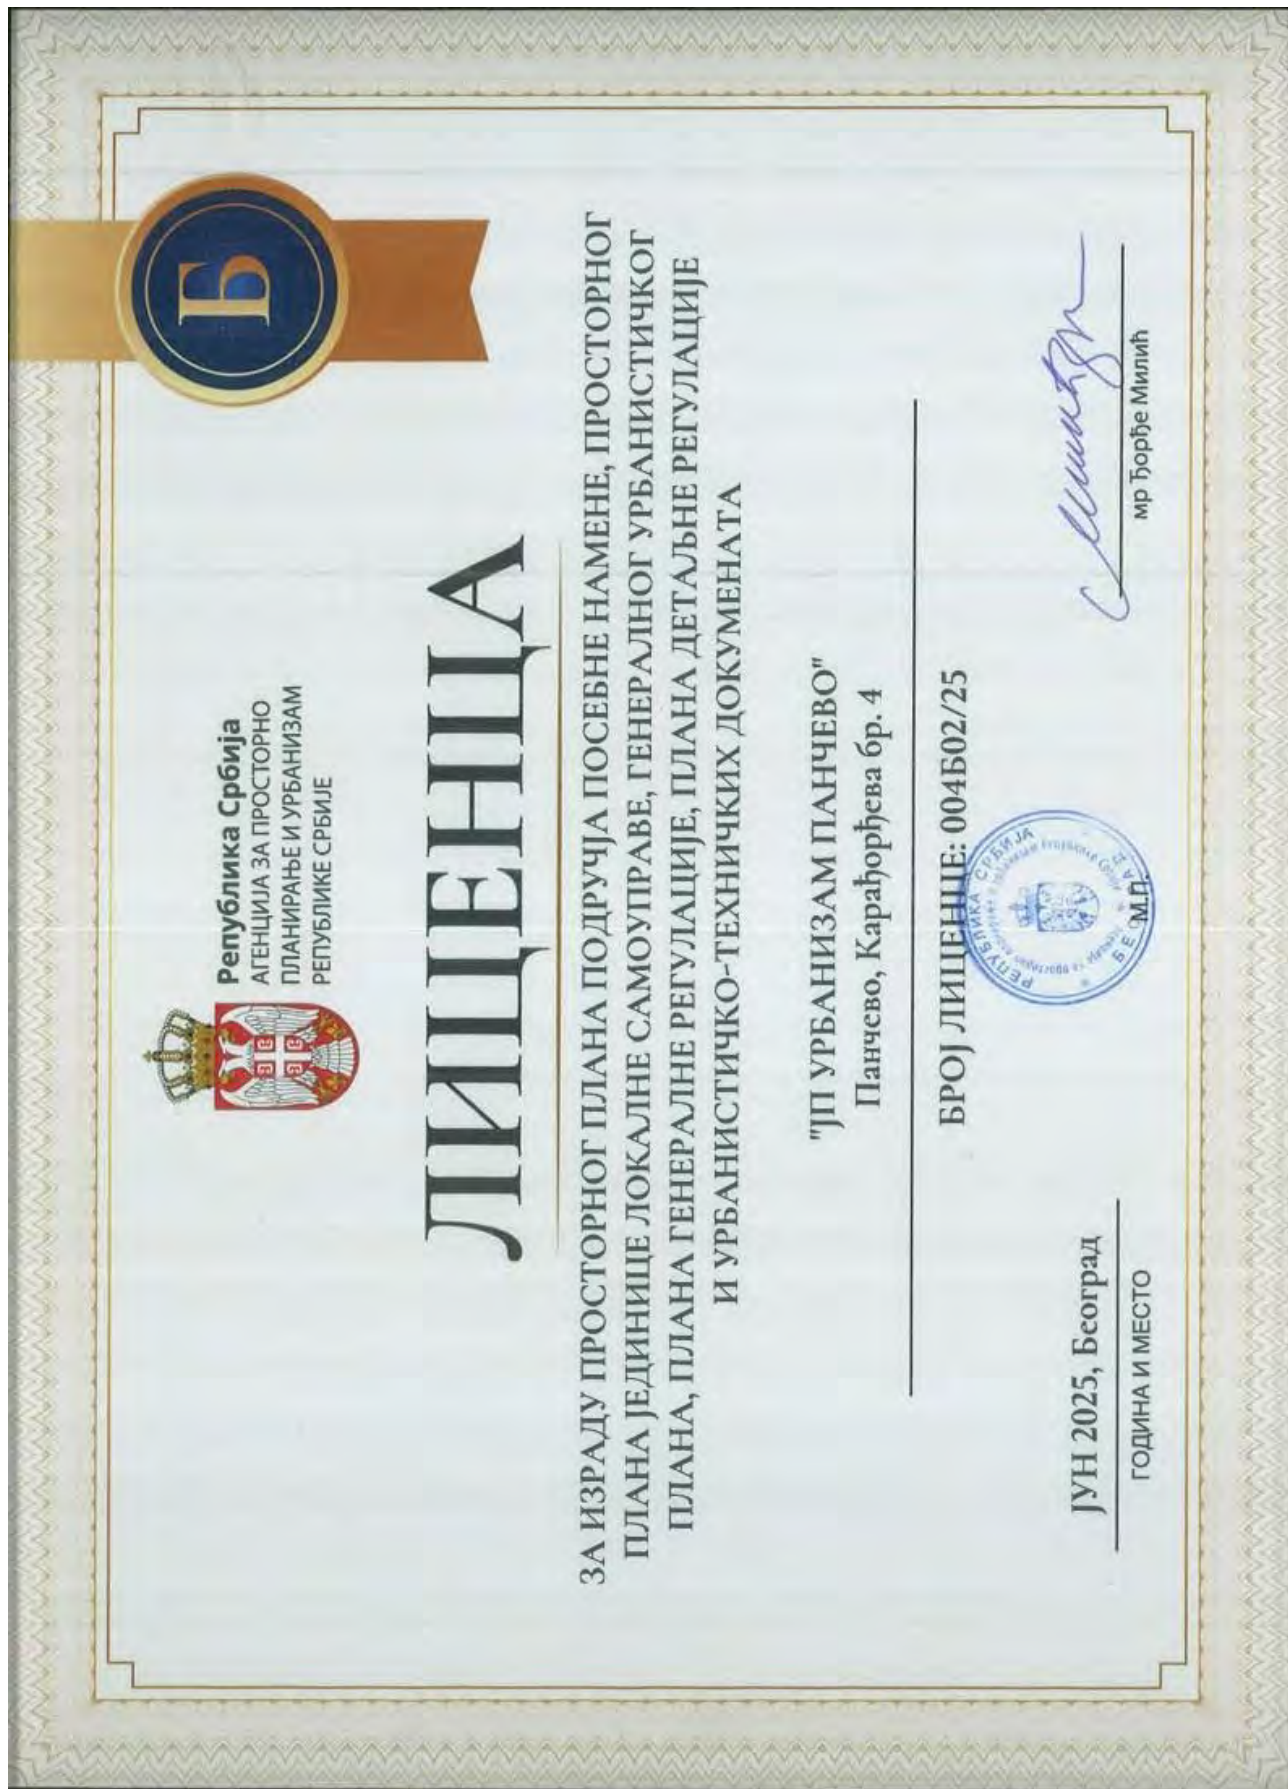 Б
Република Србија
АГЕНЦИЈА ЗА ПРОСТОРНО
ПЛАНИРАЊЕ И УРБАНИЗАМ
РЕПУБЛИКЕ СРБИЈЕ
ЛИЦЕНЦА
ЗА ИЗРАДУ ПРОСТОРНОГ ПЛАНА ПОДРУЧЈА ПОСЕБНЕ НАМЕНЕ, ПРОСТОРНОГ
ПЛАНА ЈЕДИНИЦЕ ЛОКАЛНЕ САМОУПРАВЕ, ГЕНЕРАЛНОГ УРБАНИСТИЧКОГ
ПЛАНА, ПЛАНА ГЕНЕРАЛНЕ РЕГУЛАЦИЈЕ, ПЛАНА ДЕТАЉНЕ РЕГУЛАЦИЈЕ
И УРБАНИСТИЧКО-ТЕХНИЧКИХ ДОКУМЕНАТА
"ЈП УРБАНИЗАМ ПАНЧЕВО"
Панчево, Карађорђева бр. 4
БРОЈ ЛИЦЕНЦЕ: 004Б02/25
РЕПУБЛИКА СРБИЈА
М.П.
ЈУН 2025, Београд
ГОДИНА И МЕСТО
мр Ђорђе Милић